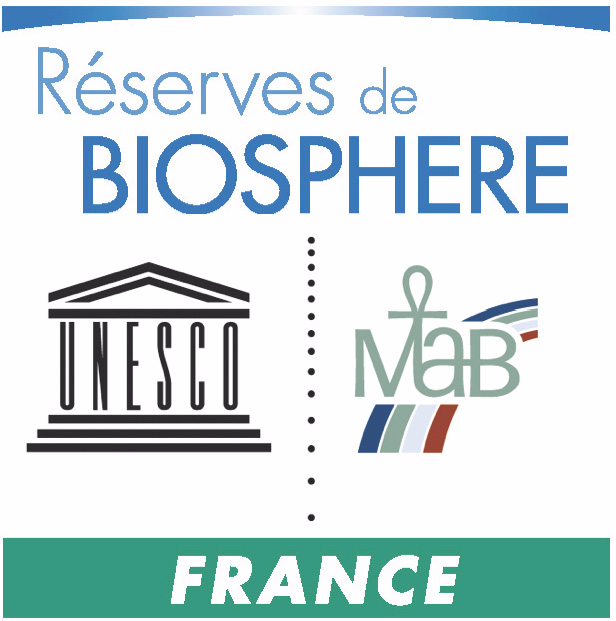 Réserves de
BIOSPHERE
UNESCO
MaB
FRANCE